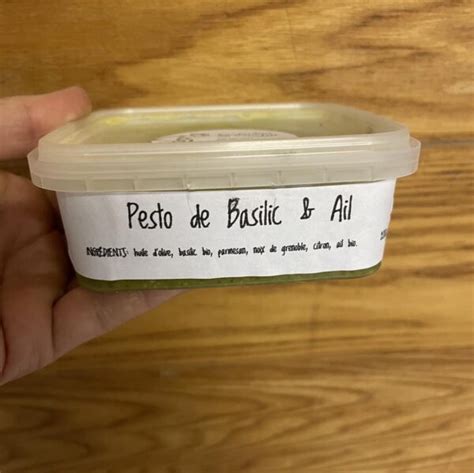 Pesto de Basilic & Ail
INGRÉDIENTS: huile d'olive, basilic bio, parmesan, noix de grenoble, citron, ail bio.